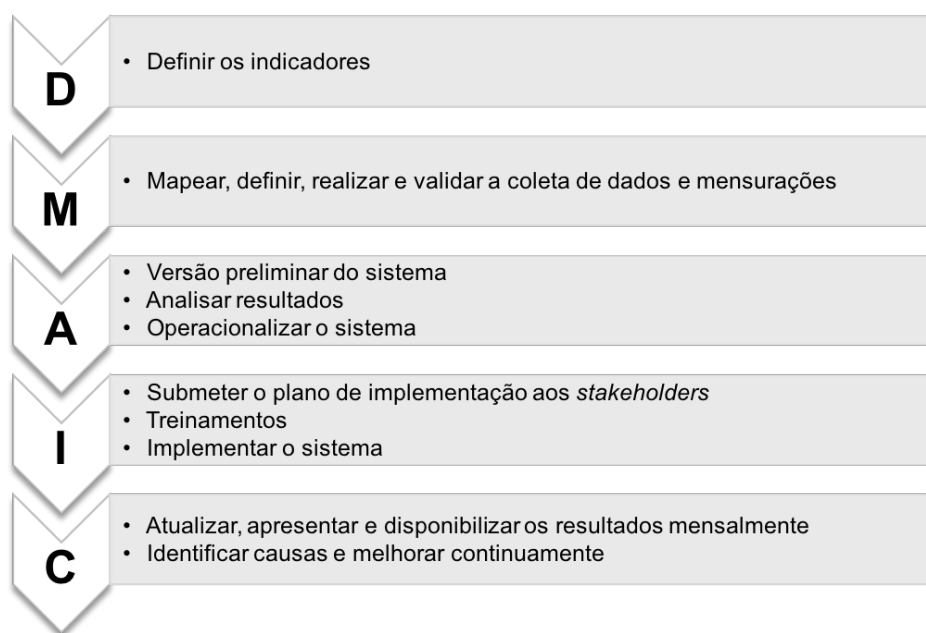 D
• Definir os indicadores
M
• Mapear, definir, realizar e validar a coleta de dados e mensurações
A
• Versão preliminar do sistema
• Analisar resultados
• Operacionalizar o sistema
I
• Submeter o plano de implementação aos stakeholders
• Treinamentos
• Implementar o sistema
C
• Atualizar, apresentar e disponibilizar os resultados mensalmente
• Identificar causas e melhorar continuamente